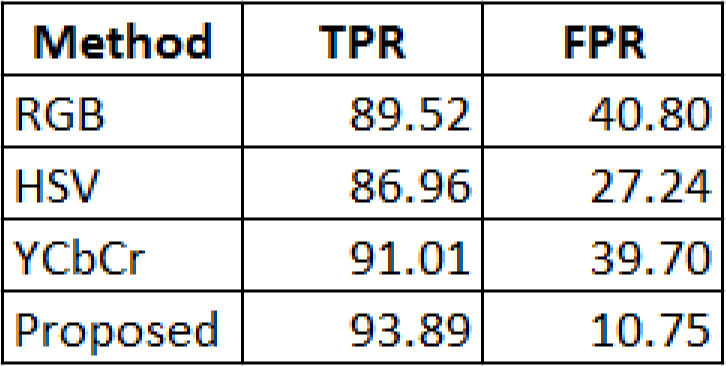 Method TPR FPR
RGB 89.52 40.80
HSV 86.96 27.24
YCbCr 91.01 39.70
Proposed 93.89 10.75